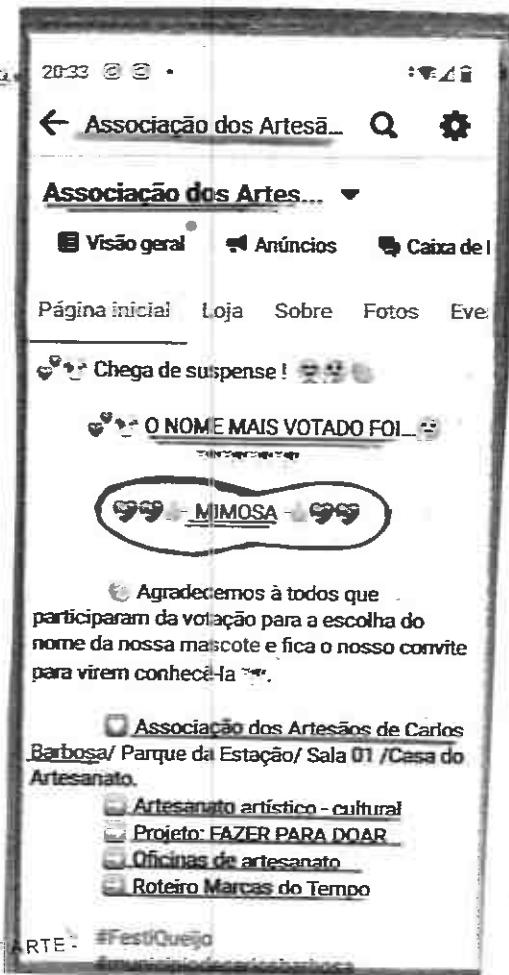 20:33
Associação dos Artesã...
Associação dos Artes...
Visão geral Anúncios Caixa de
Página inicial Loja Sobre Fotos Eve
Chega de suspense !
O NOME MAIS VOTADO FOI...
- MIMOSA -
Agradecemos à todos que
participaram da votação para a escolha do
nome da nossa mascote e fica o nosso convite
para virem conhecê-la
Associação dos Artesãos de Carlos
Barbosa/ Parque da Estação/ Sala 01 /Casa do
Artesanato.
Artesanato artístico - cultural
Projeto: FAZER PARA DOAR
Oficinas de artesanato
Roteiro Marcas do Tempo
ARTE - #FestiQueijo
#municipiodecarlosbarbosa